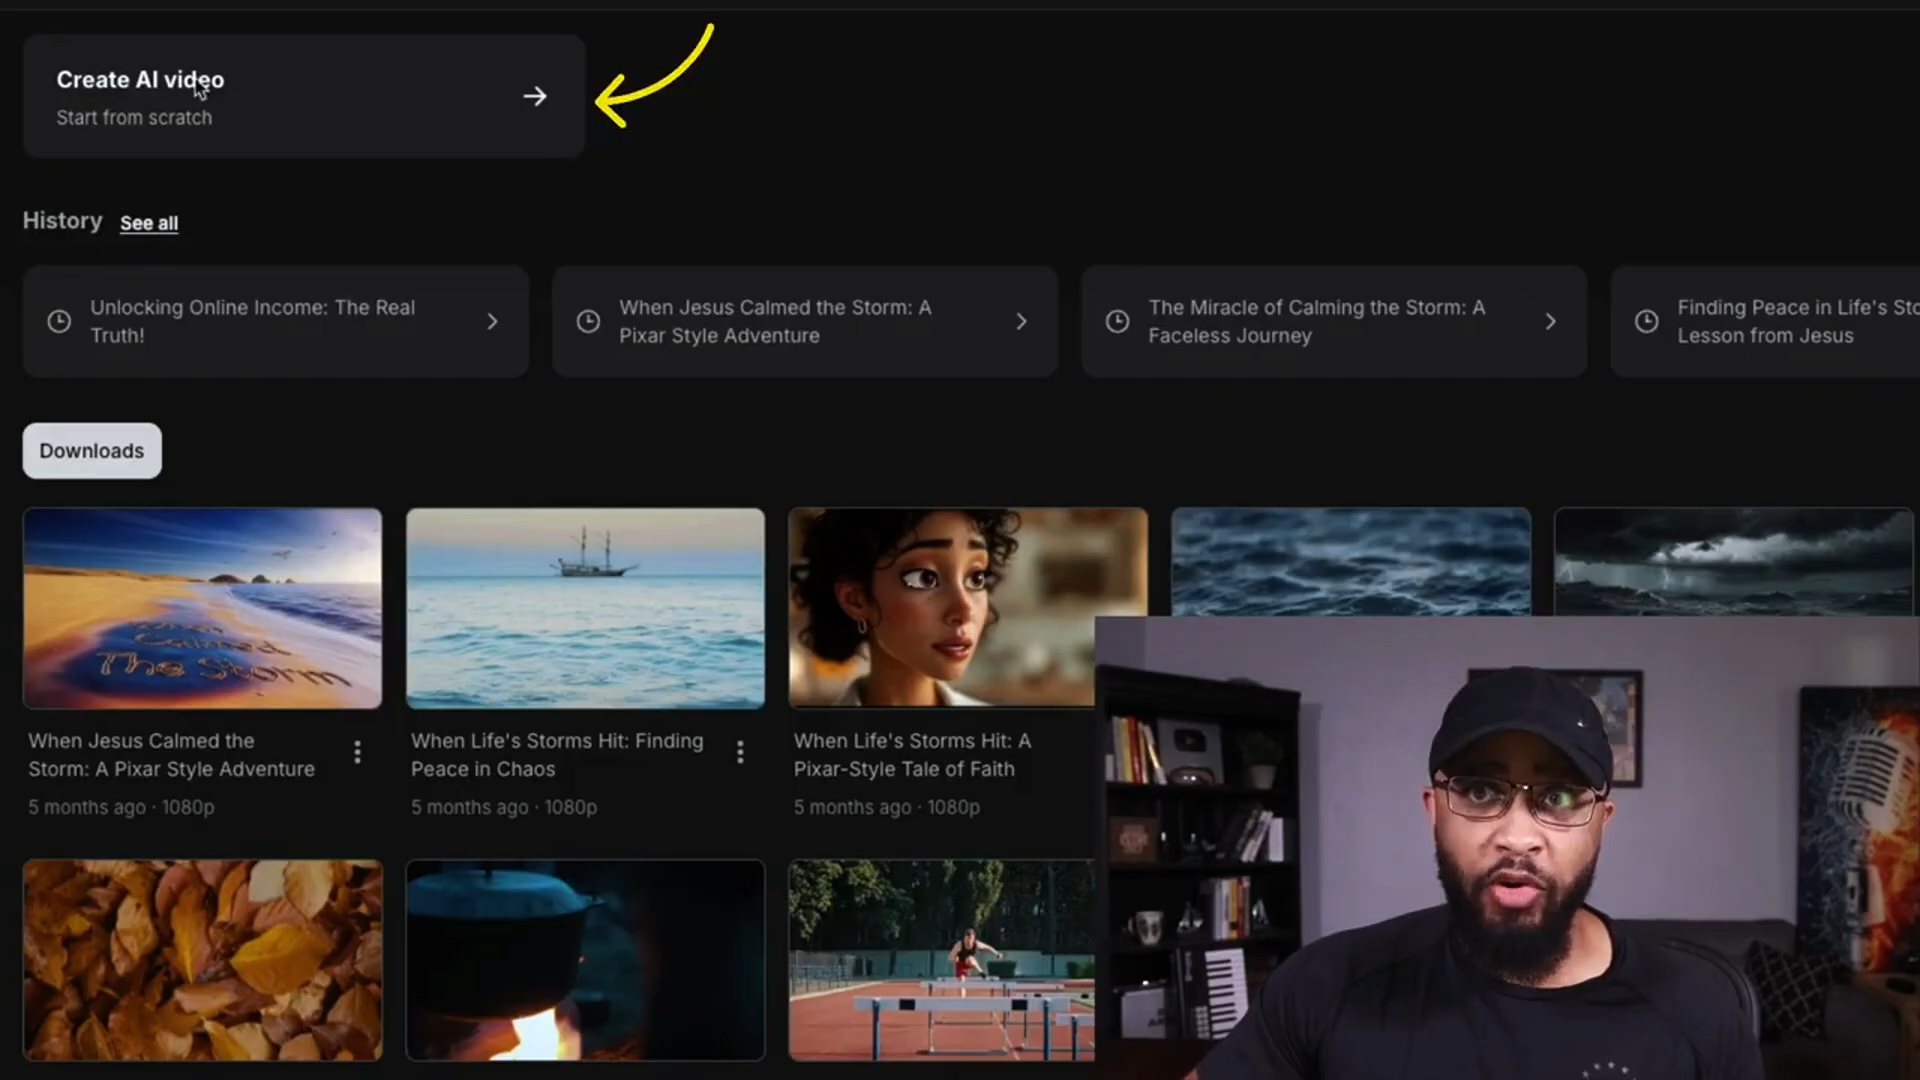 Create AI video
Start from scratch
History See all
Unlocking Online Income: The Real
Truth!
When Jesus Calmed the Storm: A
Pixar Style Adventure
The Miracle of Calming the Storm: A
Faceless Journey
Finding Peace in Life's Sto
Lesson from Jesus
Downloads
Calmed
The Storm
When Jesus Calmed the
Storm: A Pixar Style Adventure
5 months ago · 1080p
When Life's Storms Hit: Finding
Peace in Chaos
5 months ago · 1080p
When Life's Storms Hit: A
Pixar-Style Tale of Faith
5 months ago · 1080p